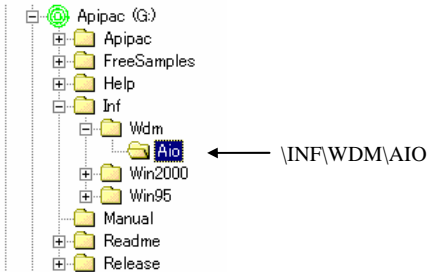 Apipac (G:)
Apipac
FreeSamples
Help
Inf
Wdm
Aio
\INF\WDM\AIO
Win2000
Win95
Manual
Readme
Release